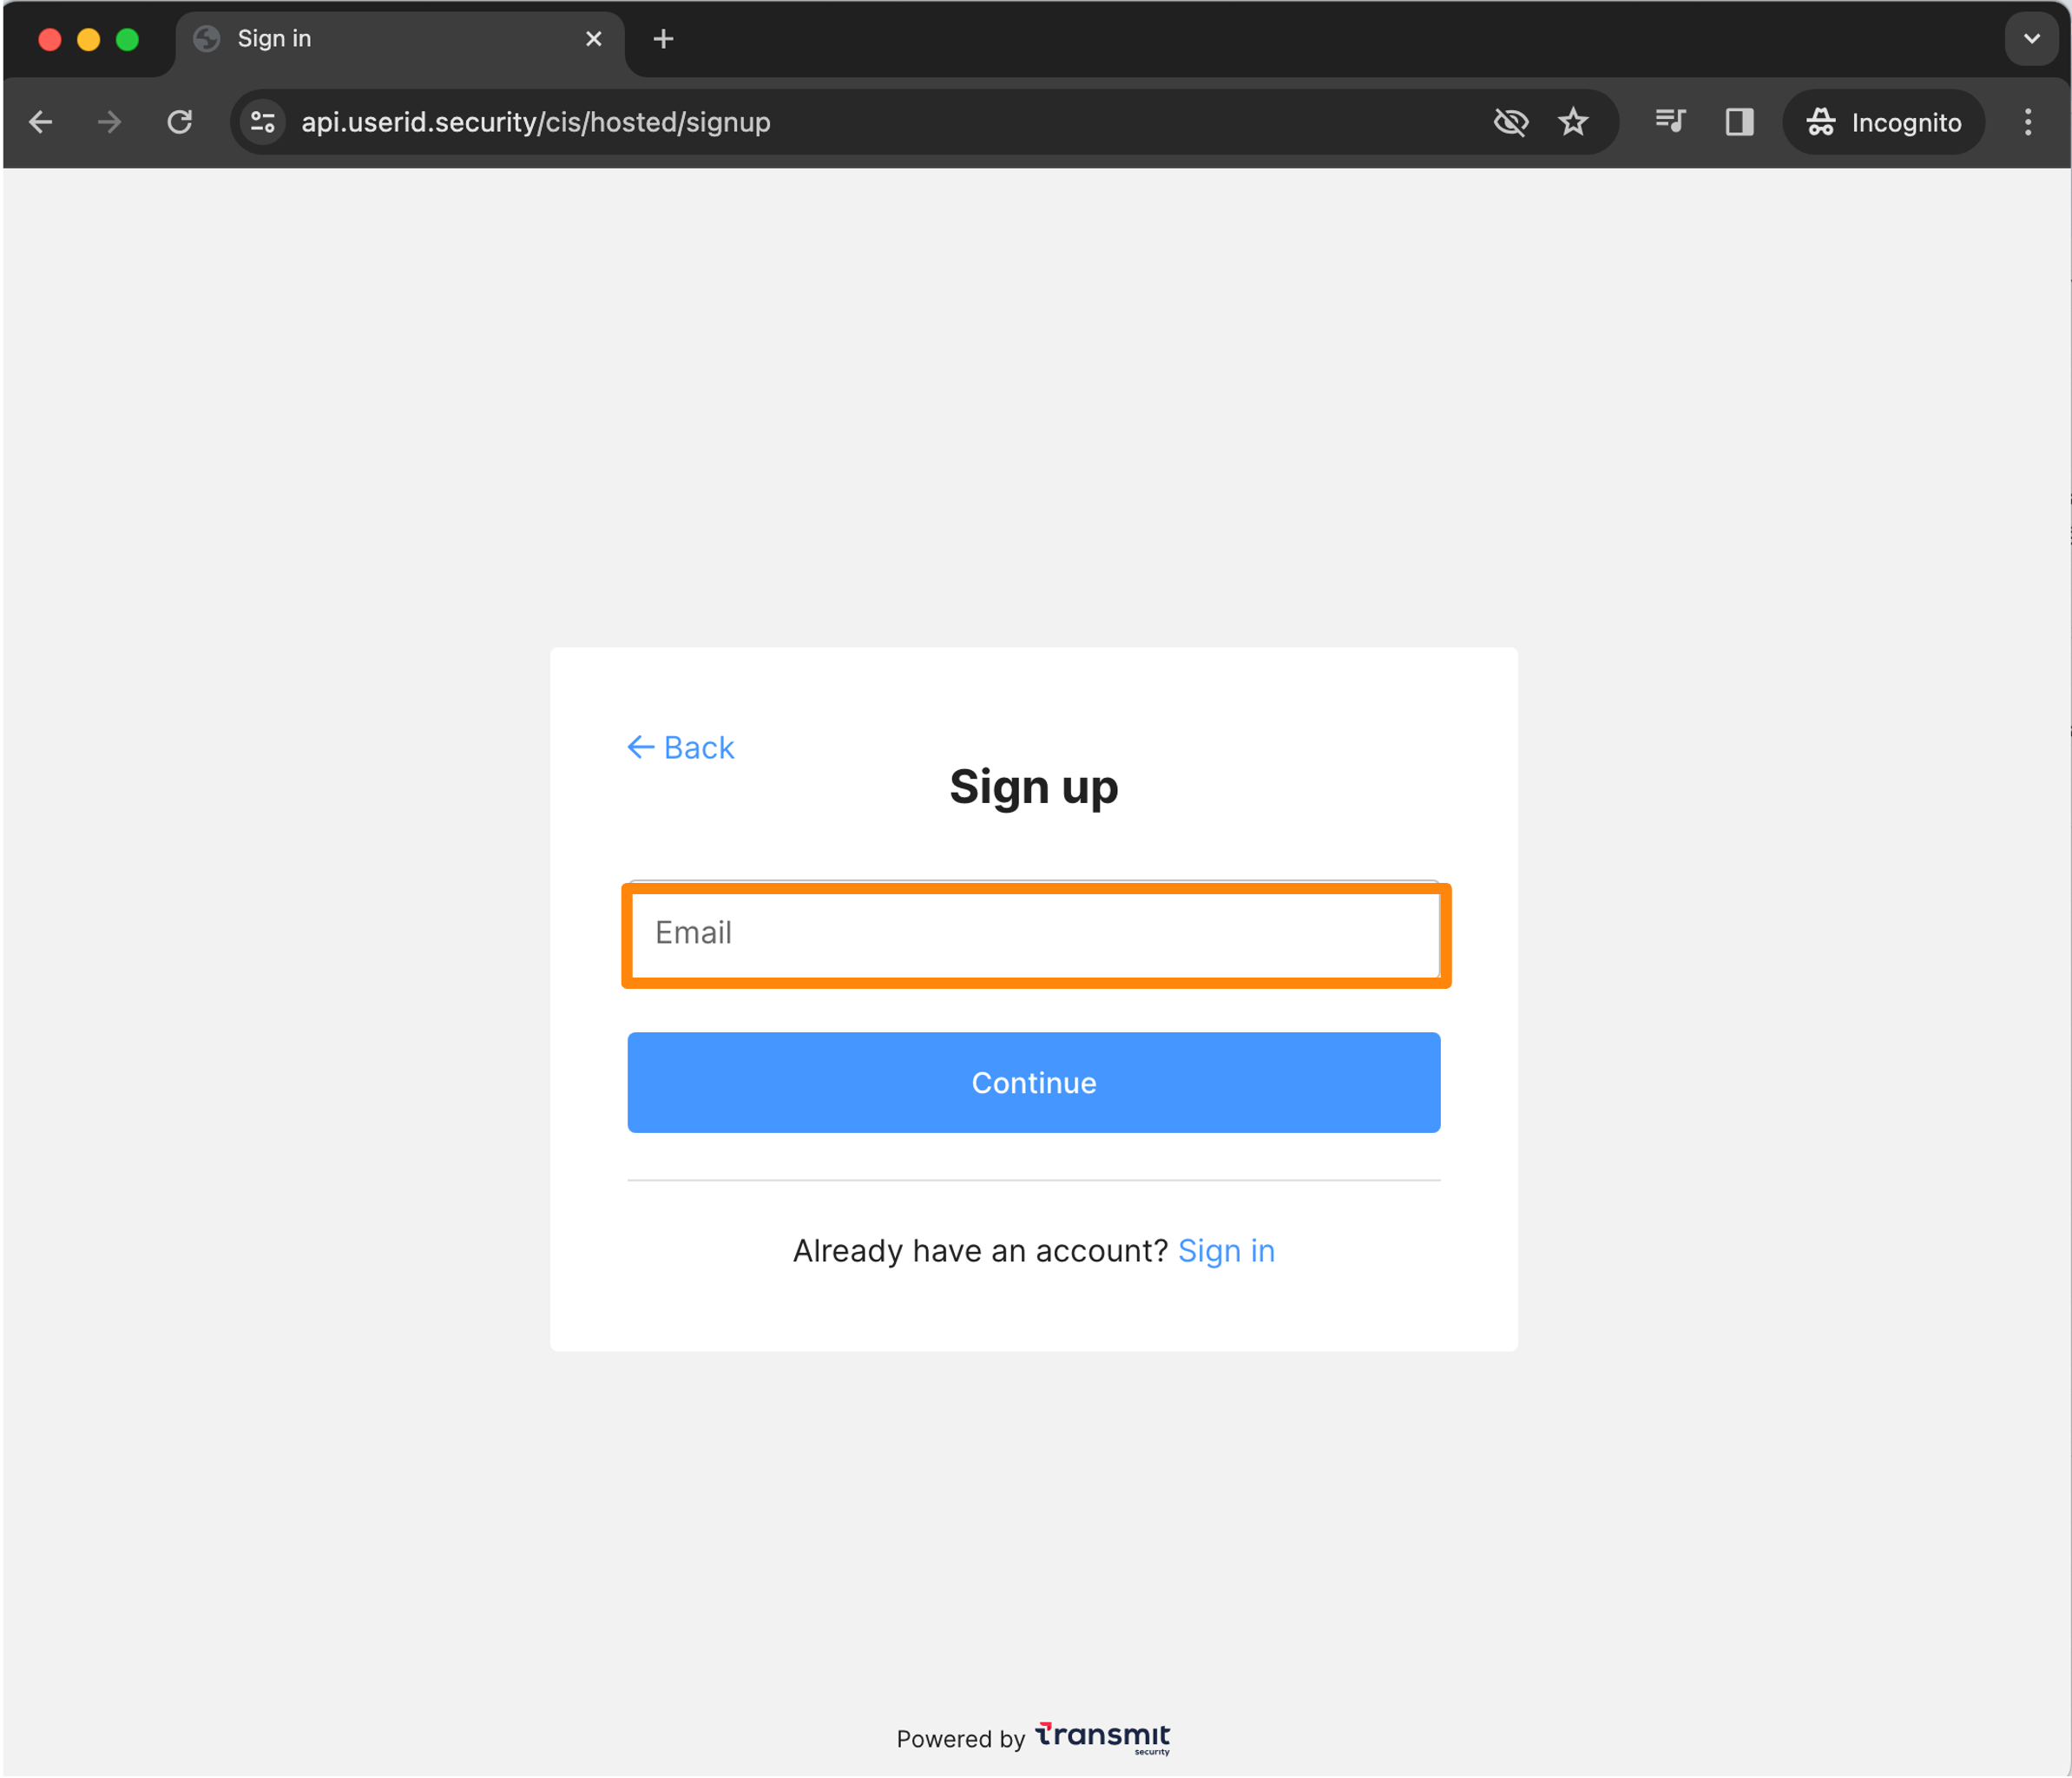 Sign in
api.userid.security/cis/hosted/signup
Incognito
Back
Sign up
Email
Continue
Already have an account? Sign in
Powered by Transmit
security